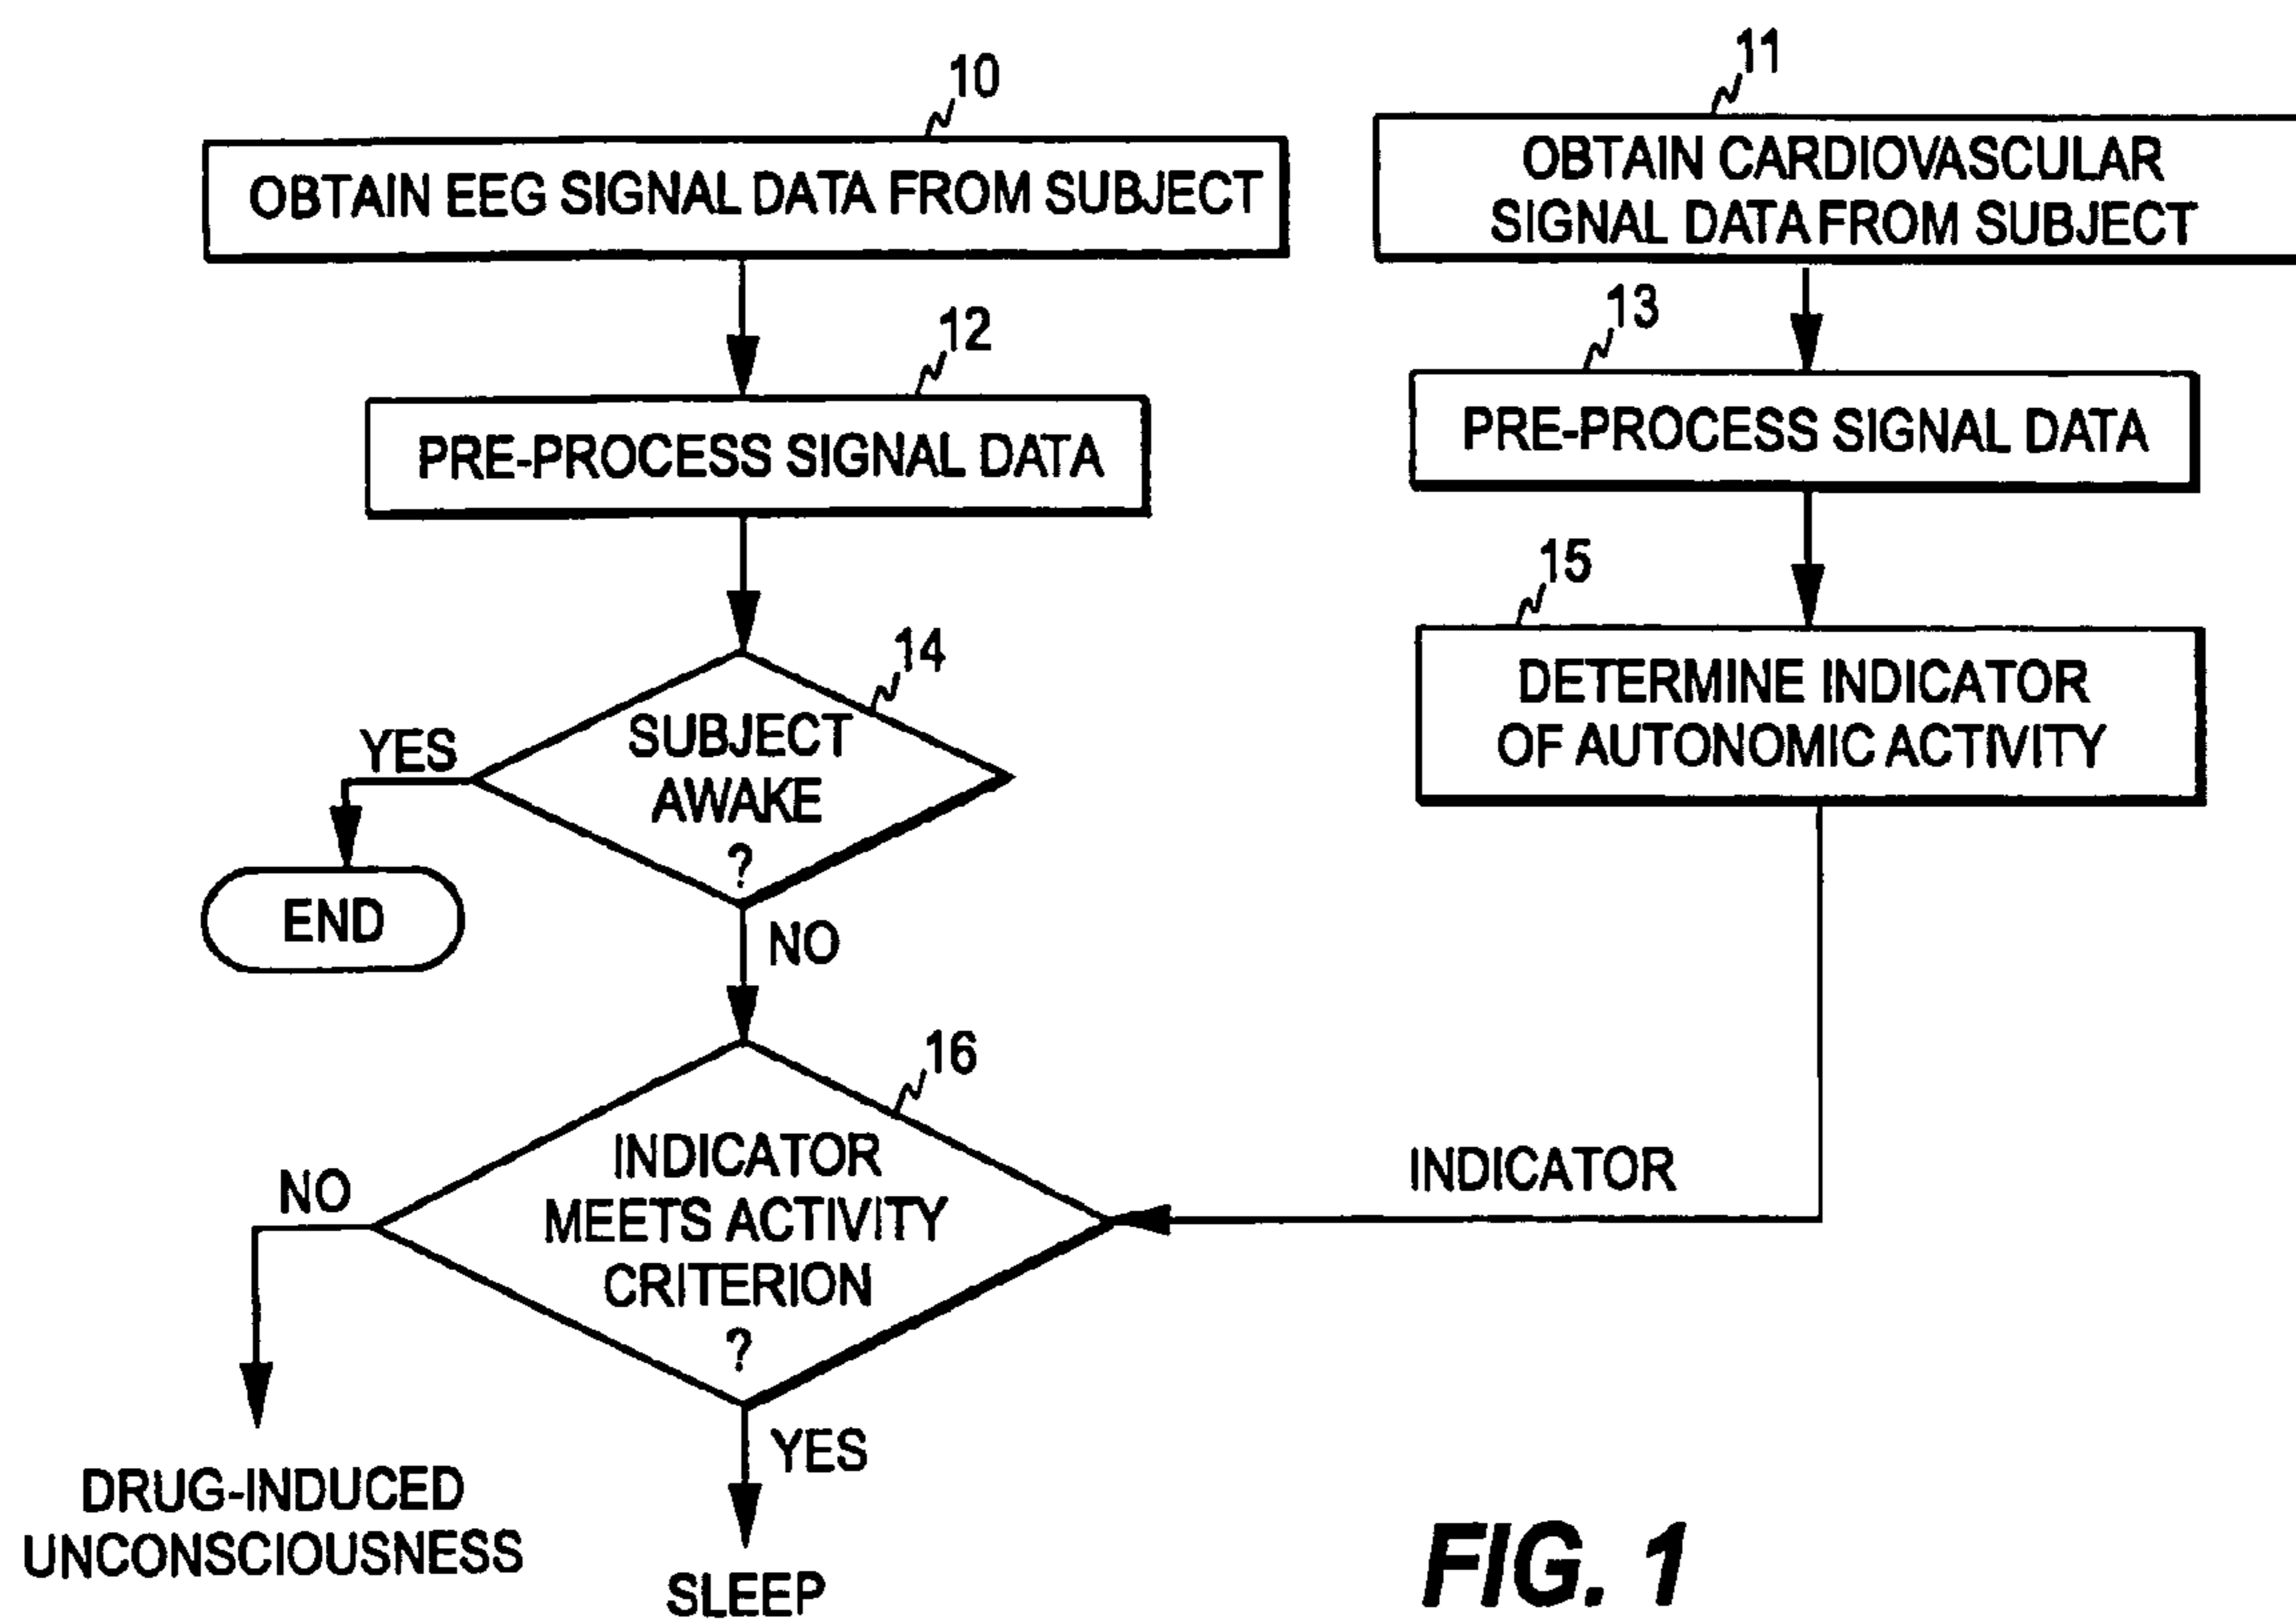 10
OBTAIN EEG SIGNAL DATA FROM SUBJECT
12
PRE-PROCESS SIGNAL DATA
14
SUBJECT
AWAKE
?
YES
END
NO
16
INDICATOR
MEETS ACTIVITY
CRITERION
?
NO
DRUG-INDUCED
UNCONSCIOUSNESS
YES
SLEEP
11
OBTAIN CARDIOVASCULAR
SIGNAL DATA FROM SUBJECT
13
PRE-PROCESS SIGNAL DATA
15
DETERMINE INDICATOR
OF AUTONOMIC ACTIVITY
INDICATOR
FIG. 1